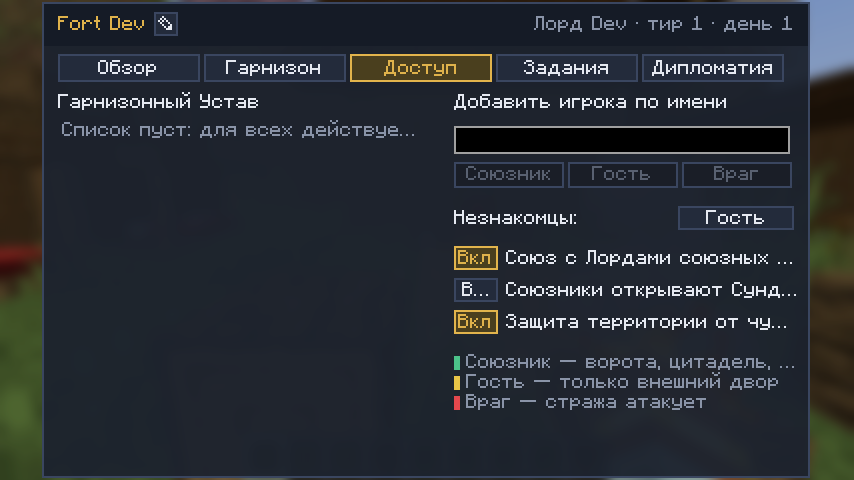 Fort Dev
Лорд Dev · тир 1 · день 1
Обзор
Гарнизон
Доступ
Задания
Дипломатия
Гарнизонный Устав
Список пуст: для всех действуе...
Добавить игрока по имени
Союзник
Гость
Враг
Незнакомцы:
Гость
Вкл
Союз с Лордами союзных ...
В...
Союзники открывают Сунд...
Вкл
Защита территории от чу...
Союзник — ворота, цитадель, ...
Гость — только внешний двор
Враг — стража атакует